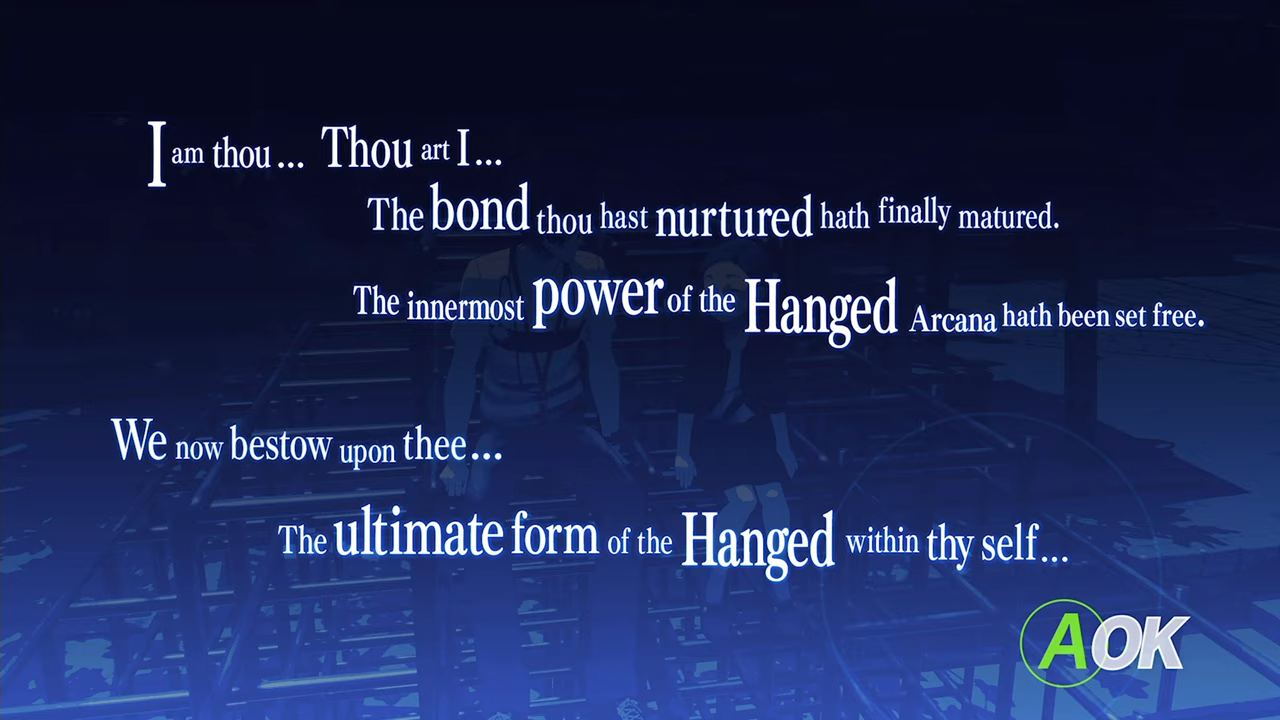 I am thou... Thou art I...
The bond thou hast nurtured hath finally matured.
The innermost power of the Hanged Arcana hath been set free.
We now bestow upon thee...
The ultimate form of the Hanged within thy self...
A OK